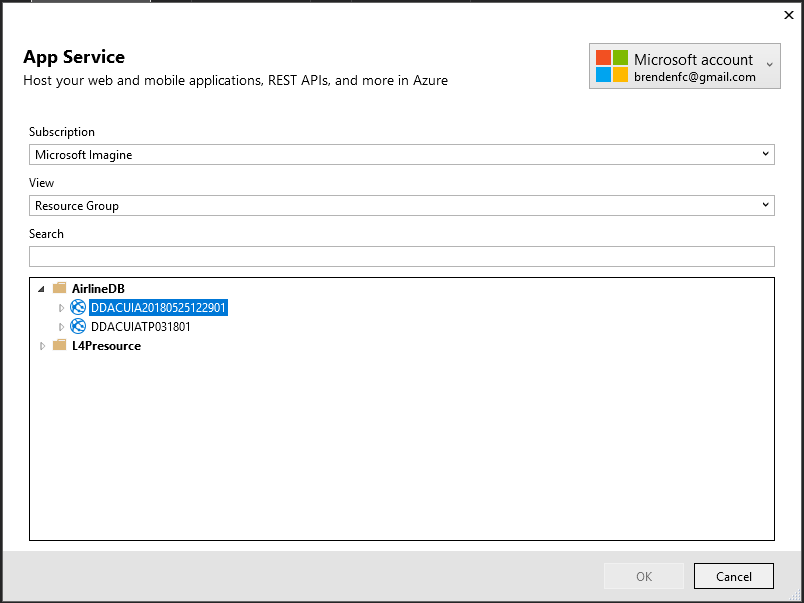 App Service
Host your web and mobile applications, REST APIs, and more in Azure
Microsoft account
brendenfc@gmail.com
Subscription
Microsoft Imagine
View
Resource Group
Search
AirlineDB
DDACUIA20180525122901
DDACUIATP031801
L4Presource
OK
Cancel